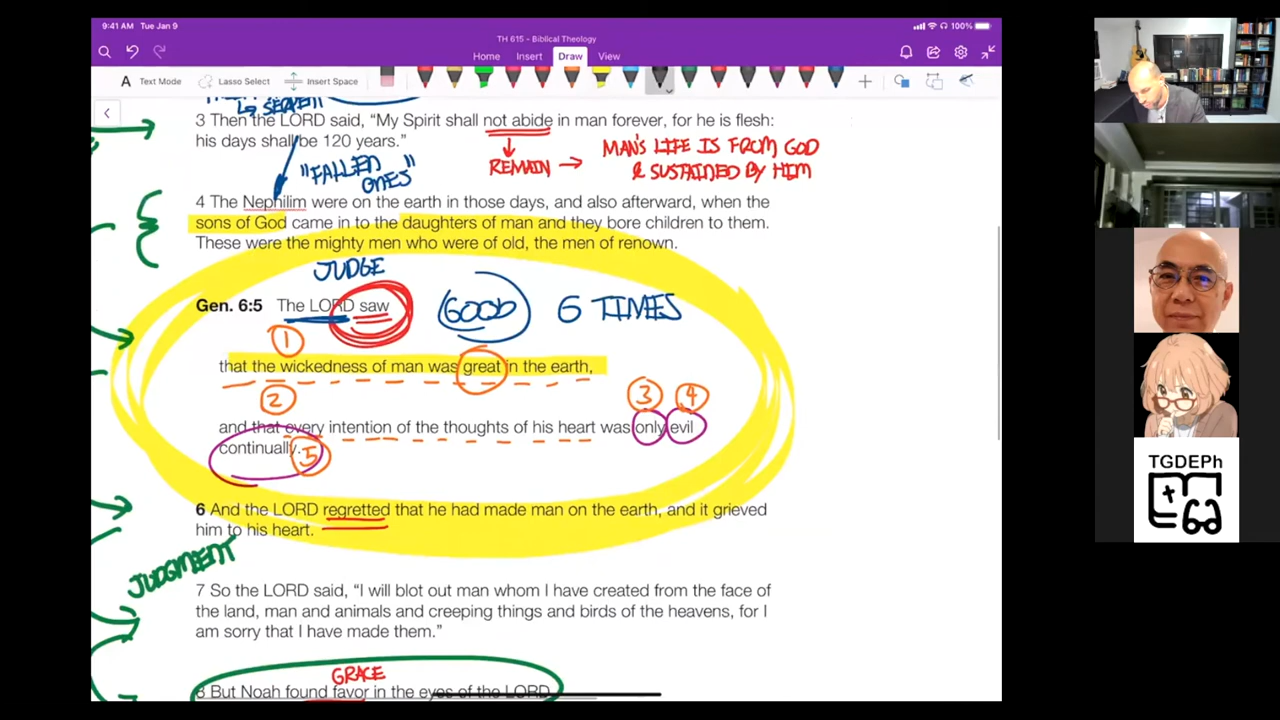 9:41 AM Tue Jan 9
100%
TH 615 - Biblical Theology
Home Insert Draw View
Text Mode
Lasso Select
Insert Space
↳ SERPENT
3 Then the LORD said, “My Spirit shall not abide in man forever, for he is flesh:
his days shall be 120 years.”
REMAIN → MAN'S LIFE IS FROM GOD
& SUSTAINED BY HIM
"FALLEN
ONES"
4 The Nephilim were on the earth in those days, and also afterward, when the
sons of God came in to the daughters of man and they bore children to them.
These were the mighty men who were of old, the men of renown.
JUDGE
Gen. 6:5 The LORD saw
GOOD 6 TIMES
1
that the wickedness of man was great in the earth,
2
3 4
and that every intention of the thoughts of his heart was only evil
continually.
5
6 And the LORD regretted that he had made man on the earth, and it grieved
him to his heart.
JUDGMENT
7 So the LORD said, “I will blot out man whom I have created from the face of
the land, man and animals and creeping things and birds of the heavens, for I
am sorry that I have made them.”
GRACE
8 But Noah found favor in the eyes of the LORD
TGDEPh